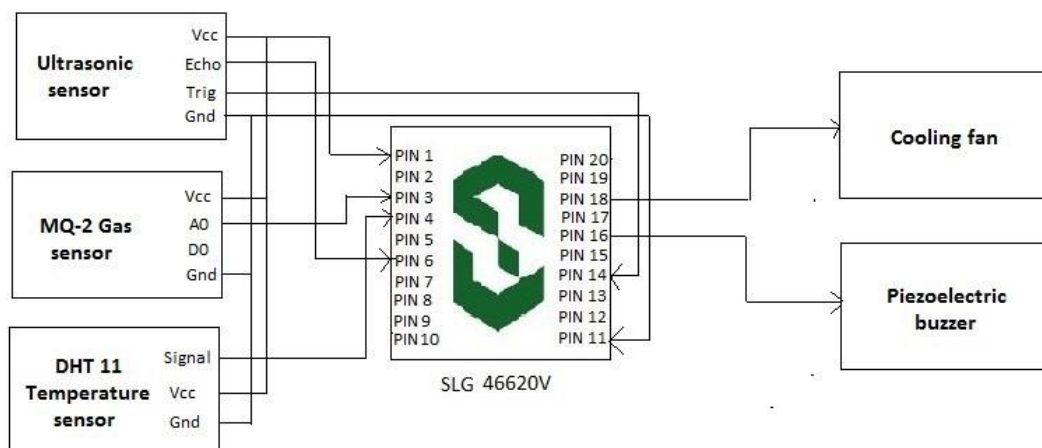 Ultrasonic
sensor
Vcc
Echo
Trig
Gnd
MQ-2 Gas
sensor
Vcc
A0
D0
Gnd
DHT 11
Temperature
sensor
Signal
Vcc
Gnd
PIN 1
PIN 2
PIN 3
PIN 4
PIN 5
PIN 6
PIN 7
PIN 8
PIN 9
PIN 10
PIN 20
PIN 19
PIN 18
PIN 17
PIN 16
PIN 15
PIN 14
PIN 13
PIN 12
PIN 11
SLG 46620V
Cooling fan
Piezoelectric
buzzer